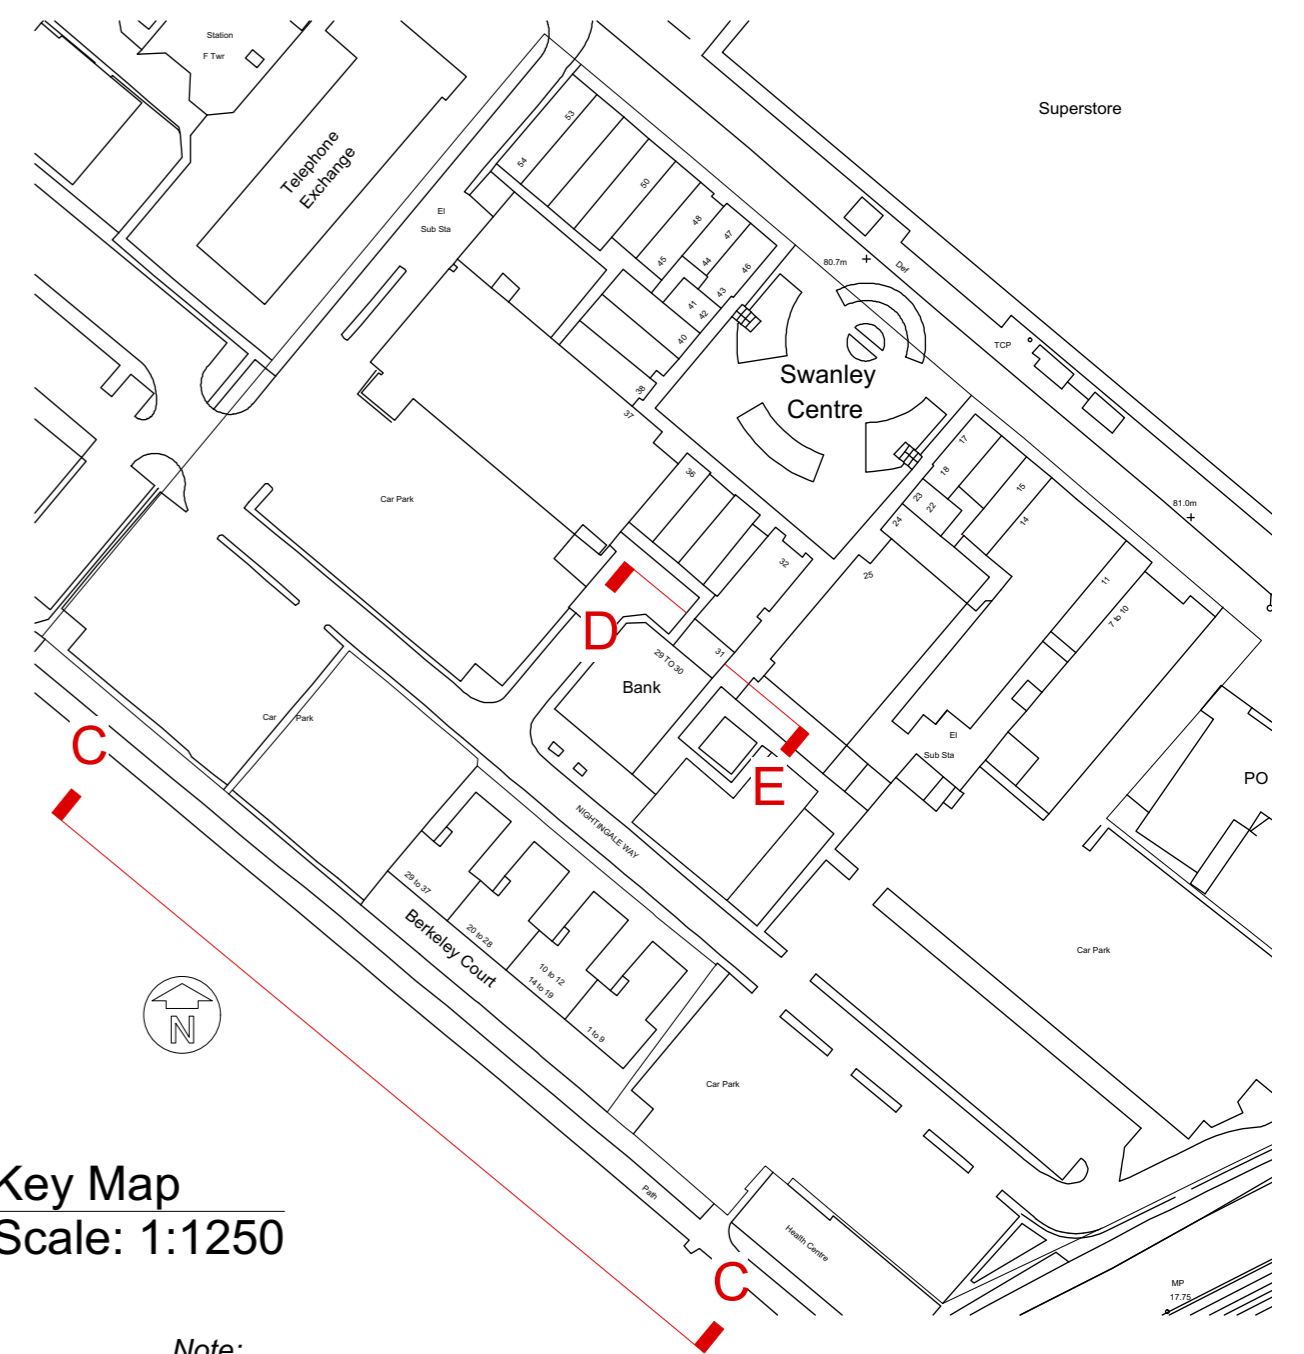 Station
F Twr
Superstore
Telephone
Exchange
53
54
50
El
Sub Sta
48
47
45
44
46
43
41
42
40
80.7m
Def
TCP
Swanley
Centre
38
37
17
18
15
36
23
22
14
24
81.0m
Car Park
32
25
11
7 to 10
D
31
29 TO 30
Bank
Car Park
C
El
Sub Sta
E
PO
NIGHTINGALE WAY
29 to 37
Berkeley Court
20 to 28
10 to 12
14 to 19
1 to 9
Car Park
N
Car Park
Key Map
Scale: 1:1250
Path
Health Centre
C
MP
17.75
Note: